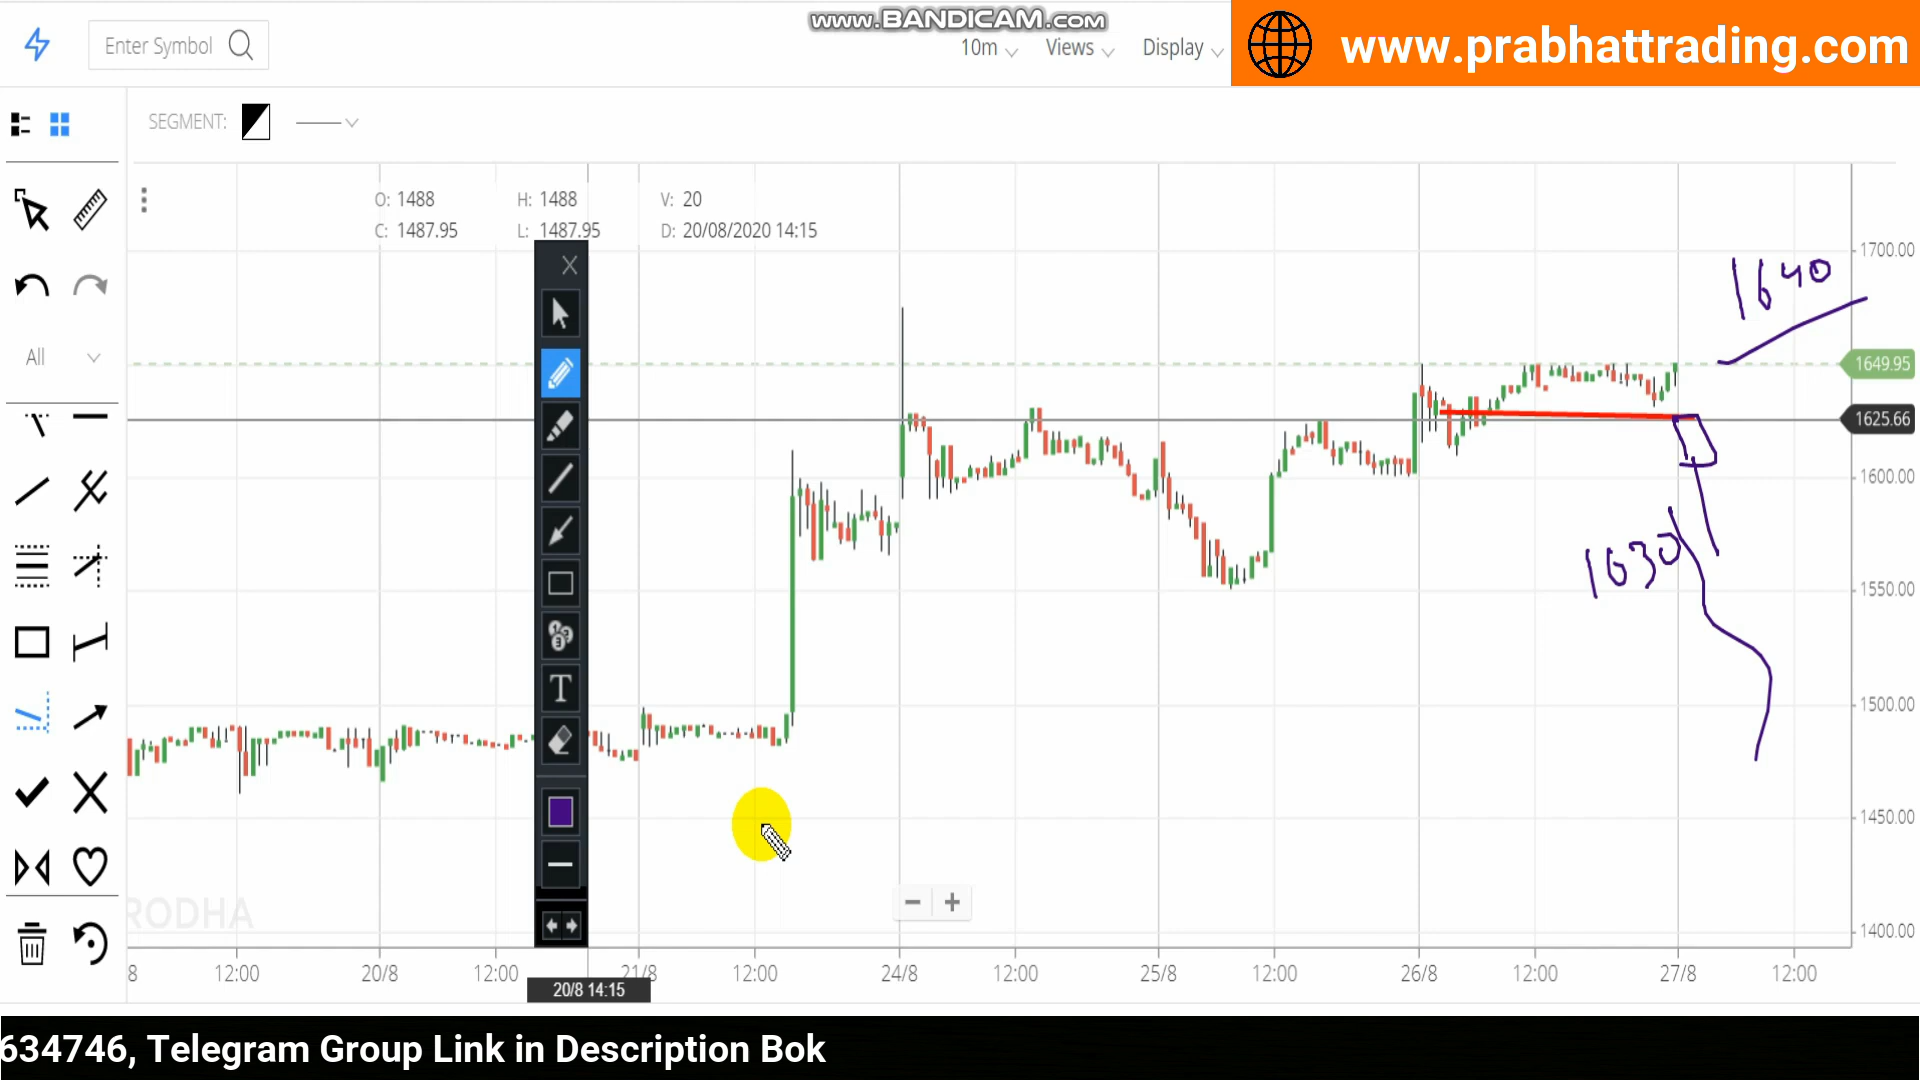 www.BANDICAM.com
Enter Symbol
10m
Views
Display
www.prabhattrading.com
SEGMENT:
O: 1488
H: 1488
V: 20
C: 1487.95
L: 1487.95
D: 20/08/2020 14:15
1700.00
1640
All
1649.95
1625.66
1600.00
1630
1550.00
1500.00
1450.00
RODHA
1400.00
8
12:00
20/8
12:00
21/8
12:00
24/8
12:00
25/8
12:00
26/8
12:00
27/8
12:00
20/8 14:15
634746, Telegram Group Link in Description Bok